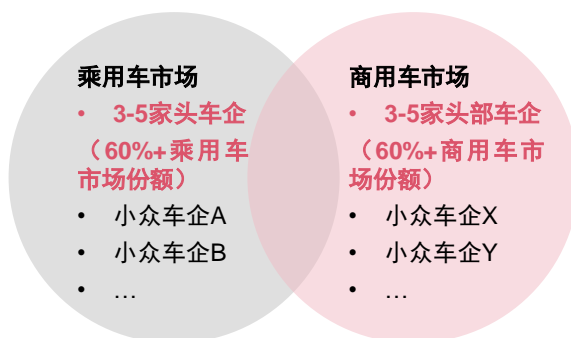 乘用车市场
• 3-5家头车企
（60%+乘用车
市场份额）
• 小众车企A
• 小众车企B
• …
商用车市场
• 3-5家头部车企
（60%+商用车市
场份额）
• 小众车企X
• 小众车企Y
• …